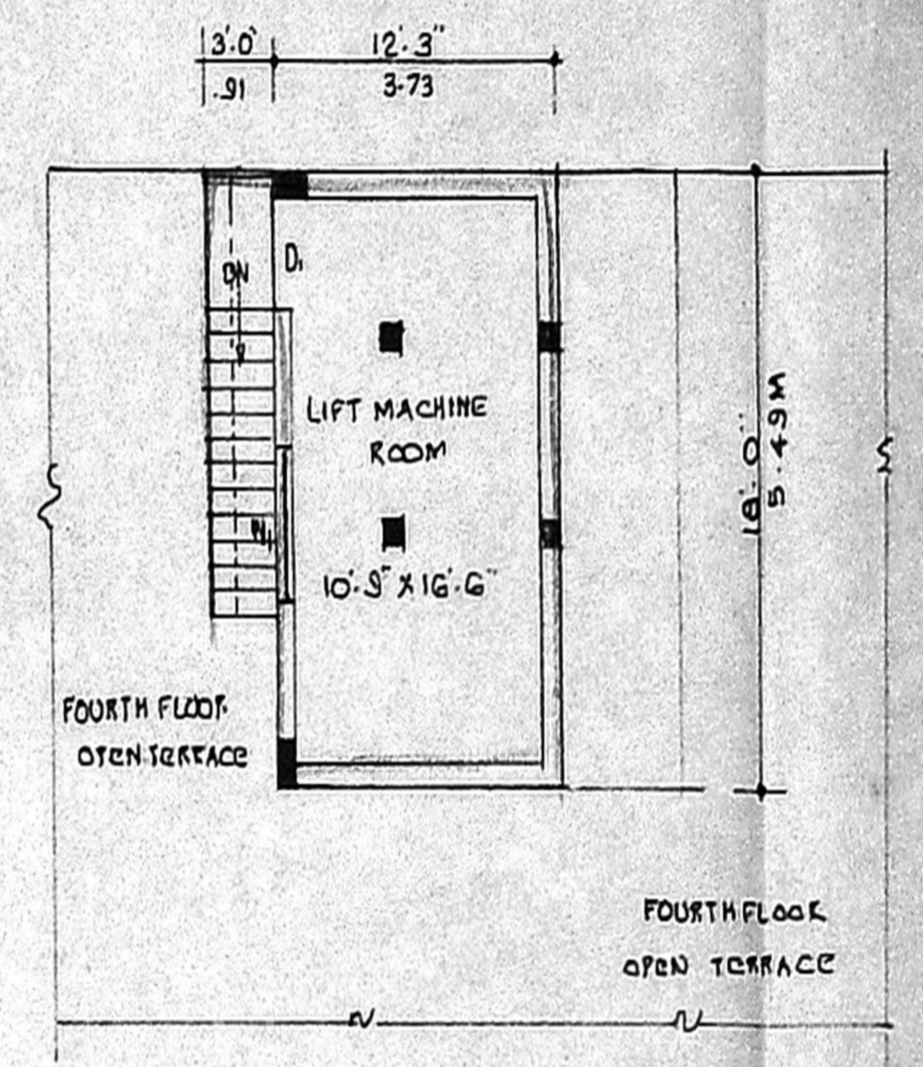 3'.0"
12'.3"
.91
3.73
DN
D1
LIFT MACHINE
ROOM
18'.0"
5.49M
10'.9" X 16'.6"
FOURTH FLOOR
OPEN TERRACE
FOURTH FLOOR
OPEN TERRACE